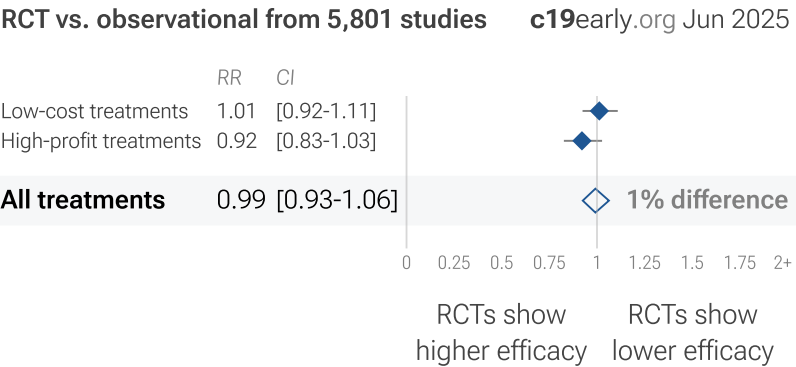 RCT vs. observational from 5,801 studies c19early.org Jun 2025
RR CI
Low-cost treatments 1.01 [0.92-1.11]
High-profit treatments 0.92 [0.83-1.03]
All treatments 0.99 [0.93-1.06] 1% difference
0 0.25 0.5 0.75 1 1.25 1.5 1.75 2+
RCTs show RCTs show
higher efficacy lower efficacy